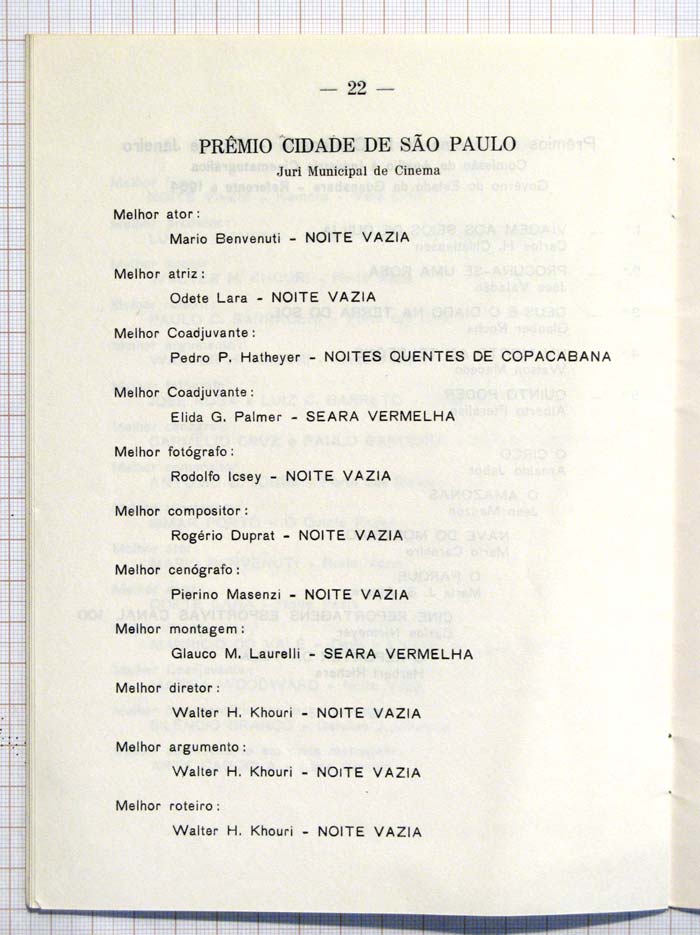 — 22 —
PRÊMIO CIDADE DE SÃO PAULO
Juri Municipal de Cinema
Melhor ator:
Mario Benvenuti - NOITE VAZIA
Melhor atriz:
Odete Lara - NOITE VAZIA
Melhor Coadjuvante:
Pedro P. Hatheyer - NOITES QUENTES DE COPACABANA
Melhor Coadjuvante:
Elida G. Palmer - SEARA VERMELHA
Melhor fotógrafo:
Rodolfo Icsey - NOITE VAZIA
Melhor compositor:
Rogério Duprat - NOITE VAZIA
Melhor cenógrafo:
Pierino Masenzi - NOITE VAZIA
Melhor montagem:
Glauco M. Laurelli - SEARA VERMELHA
Melhor diretor:
Walter H. Khouri - NOITE VAZIA
Melhor argumento:
Walter H. Khouri - NOITE VAZIA
Melhor roteiro:
Walter H. Khouri - NOITE VAZIA